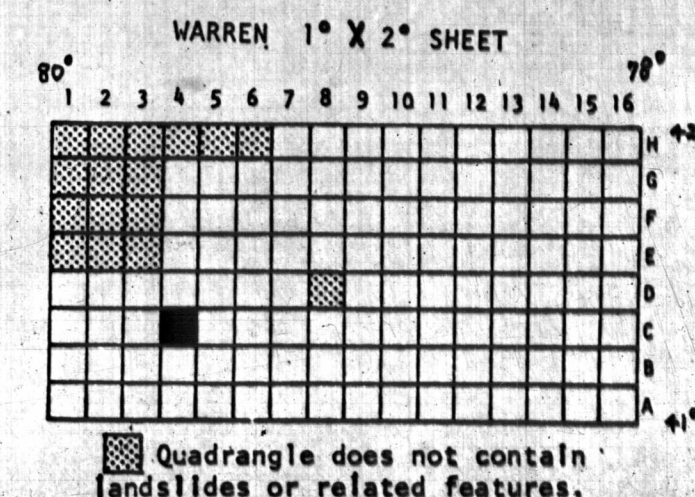 WARREN 1° X 2° SHEET
80° 78°
1 2 3 4 5 6 7 8 9 10 11 12 13 14 15 16
H
G
F
E
D
C
B
A
41°
Quadrangle does not contain
landslides or related features.